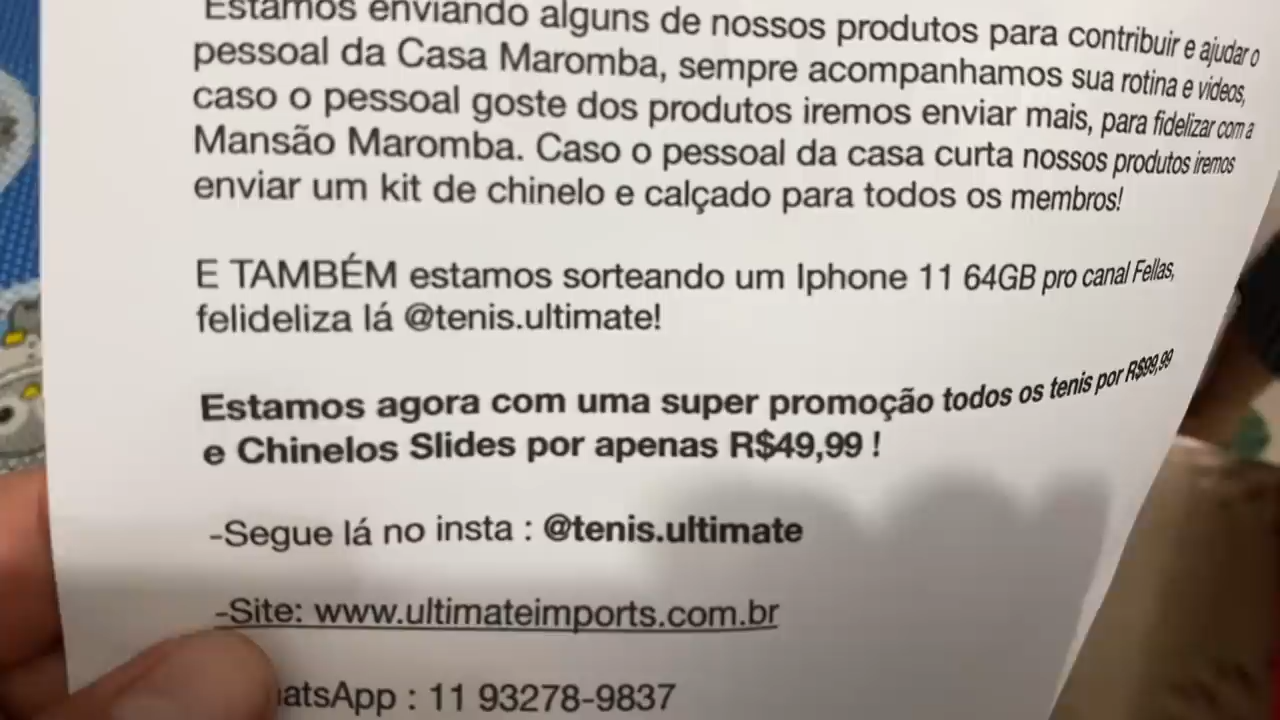 Estamos enviando alguns de nossos produtos para contribuir e ajudar o
pessoal da Casa Maromba, sempre acompanhamos sua rotina e videos,
caso o pessoal goste dos produtos iremos enviar mais, para fidelizar com a
Mansão Maromba. Caso o pessoal da casa curta nossos produtos iremos
enviar um kit de chinelo e calçado para todos os membros!
E TAMBÉM estamos sorteando um Iphone 11 64GB pro canal Fellas,
felideliza lá @tenis.ultimate!
Estamos agora com uma super promoção todos os tenis por R$99,99
e Chinelos Slides por apenas R$49,99 !
-Segue lá no insta : @tenis.ultimate
-Site: www.ultimateimports.com.br
atsApp : 11 93278-9837